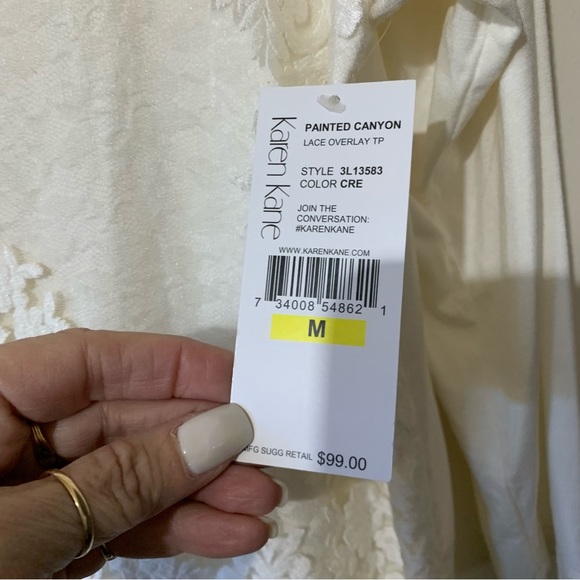 Karen Kane
PAINTED CANYON
LACE OVERLAY TP
STYLE 3L13583
COLOR CRE
JOIN THE
CONVERSATION:
#KARENKANE
WWW.KARENKANE.COM
7 34008 54862 1
M
MFG SUGG RETAIL $99.00